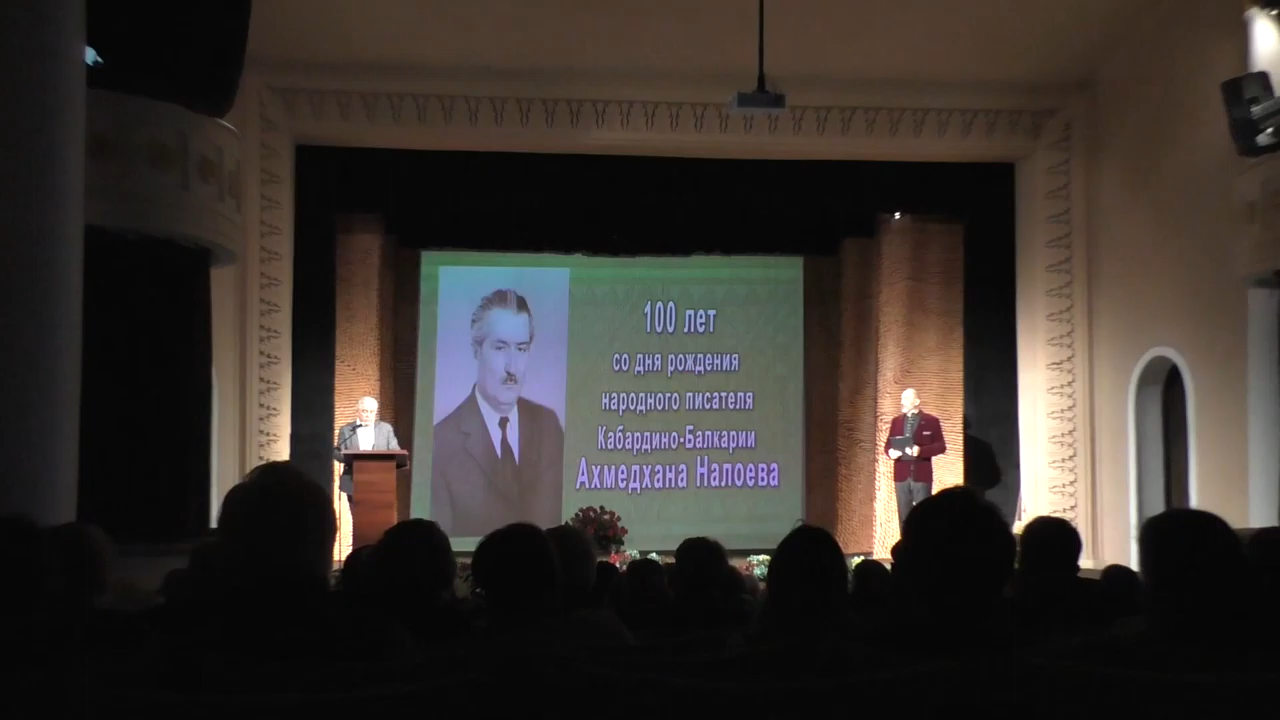 100 лет
со дня рождения
народного писателя
Кабардино-Балкарии
Ахмедхана Налоева